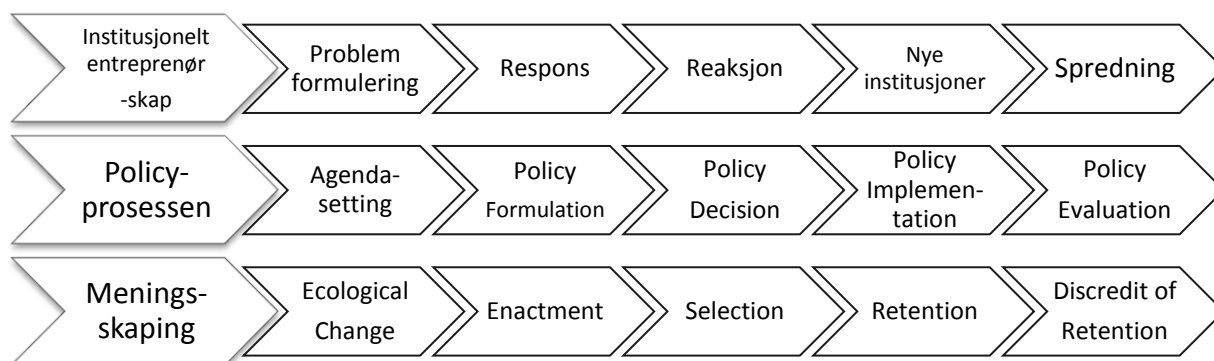 Institusjonelt
entreprenør
-skap
Problem
formulering
Respons
Reaksjon
Nye
institusjoner
Spredning
Policy-
prosessen
Agenda-
setting
Policy
Formulation
Policy
Decision
Policy
Implemen-
tation
Policy
Evaluation
Menings-
skaping
Ecological
Change
Enactment
Selection
Retention
Discredit of
Retention